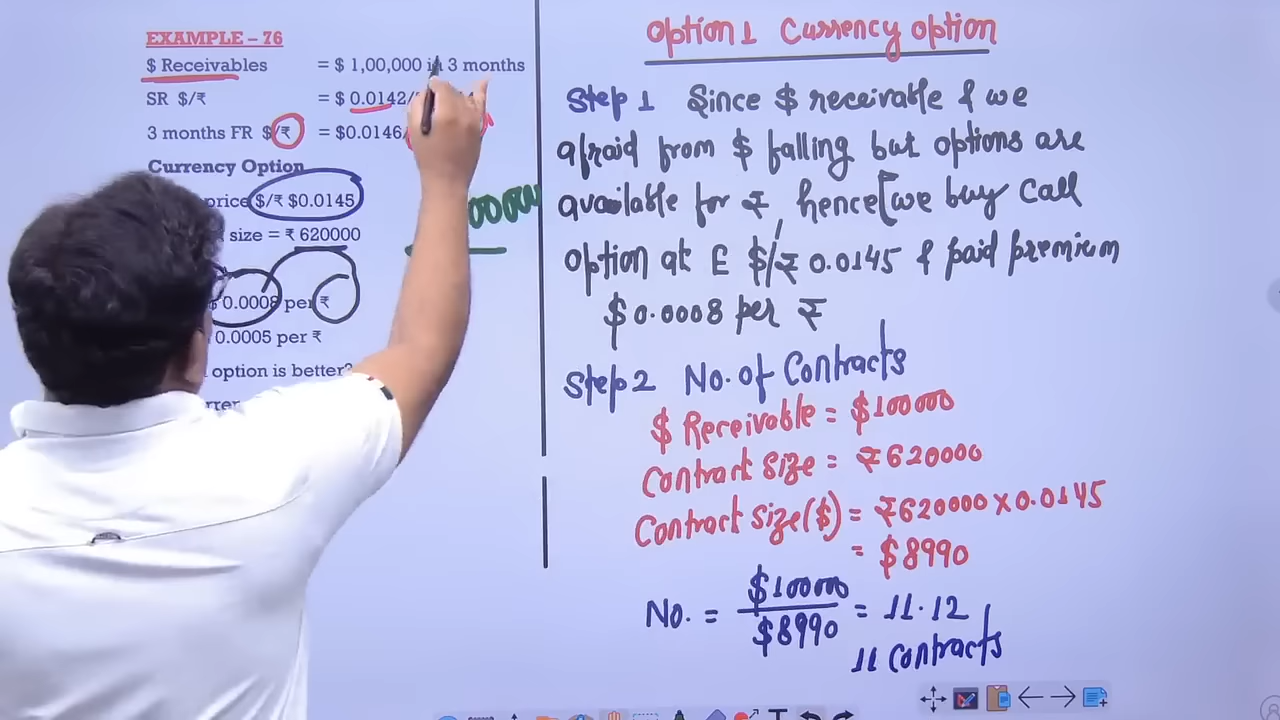 EXAMPLE – 76
$ Receivables = $ 1,00,000 in 3 months
SR $/₹ = $ 0.0142/
3 months FR $/₹ = $0.0146
Currency Option
price $/₹ $0.0145
size = ₹ 620000
0.0008 per ₹
0.0005 per ₹
option is better?
Option 1 Currency option
Step 1 Since $ receivable & we
afraid from $ falling but options are
available for ₹, hence we buy call
option at E $/₹ 0.0145 & paid premium
$0.0008 per ₹
Step 2 No. of Contracts
$ Receivable = $100000
Contract Size = ₹620000
Contract Size($) = ₹620000 x 0.0145
= $8990
No. = $100000 / $8990 = 11.12
11 contracts